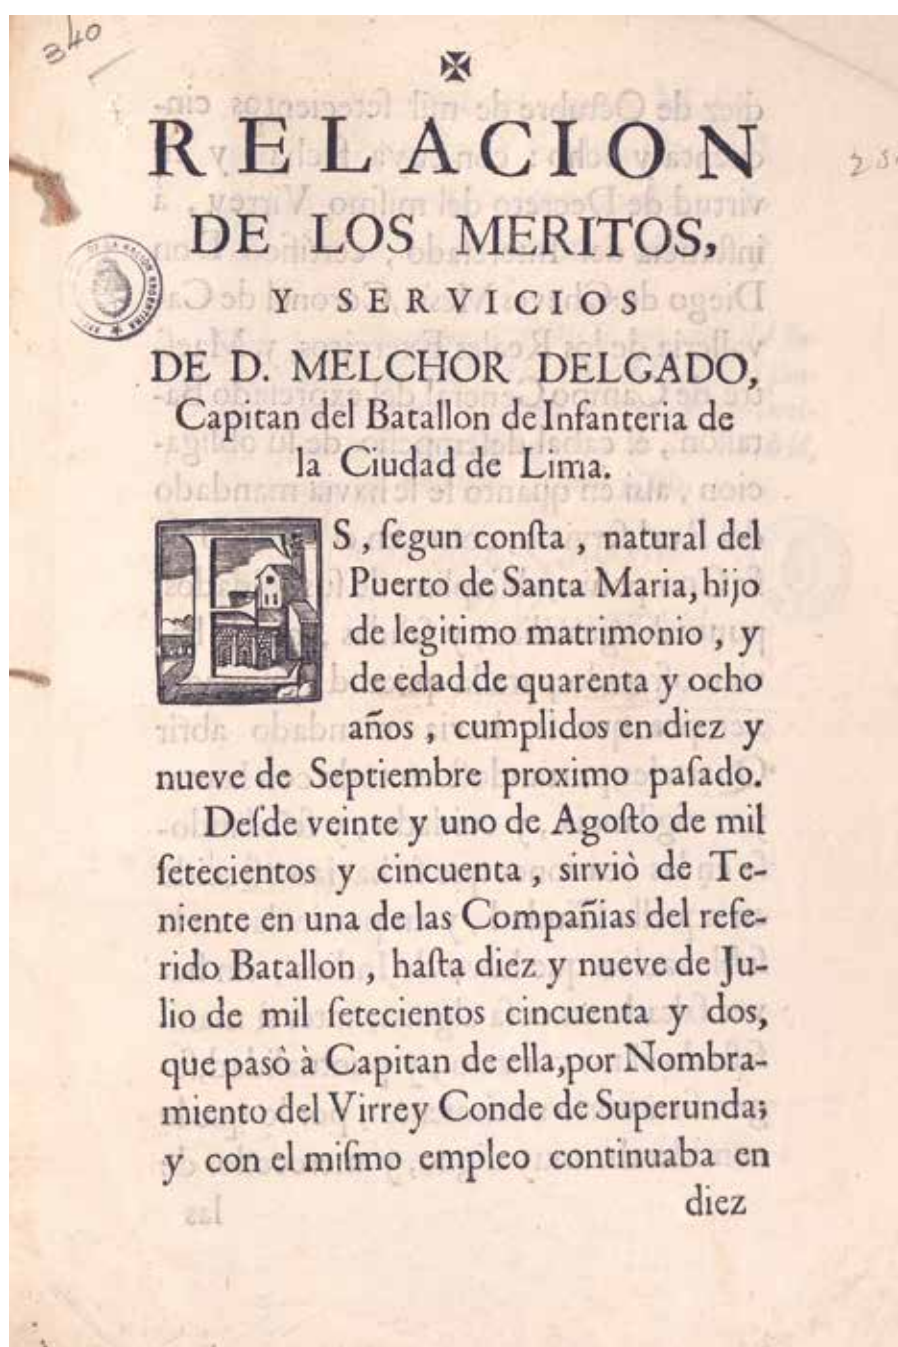 340
✠
RELACION
DE LOS MERITOS,
Y SERVICIOS
DE D. MELCHOR DELGADO,
Capitan del Batallon de Infanteria de
la Ciudad de Lima.
ES, ſegun conſta, natural del
Puerto de Santa Maria, hijo
de legitimo matrimonio, y
de edad de quarenta y ocho
años, cumplidos en diez y
nueve de Septiembre proximo paſado.
Deſde veinte y uno de Agoſto de mil
ſetecientos y cincuenta, sirviò de Te-
niente en una de las Compañias del refe-
rido Batallon, haſta diez y nueve de Ju-
lio de mil ſetecientos cincuenta y dos,
que pasò à Capitan de ella, por Nombra-
miento del Virrey Conde de Superunda;
y con el miſmo empleo continuaba en
diez